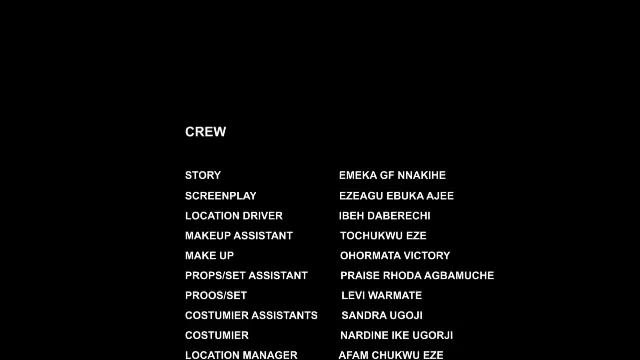 CREW
STORY EMEKA GF NNAKIHE
SCREENPLAY EZEAGU EBUKA AJEE
LOCATION DRIVER IBEH DABERECHI
MAKEUP ASSISTANT TOCHUKWU EZE
MAKE UP OHORMATA VICTORY
PROPS/SET ASSISTANT PRAISE RHODA AGBAMUCHE
PROOS/SET LEVI WARMATE
COSTUMIER ASSISTANTS SANDRA UGOJI
COSTUMIER NARDINE IKE UGORJI
LOCATION MANAGER AFAM CHUKWU EZE